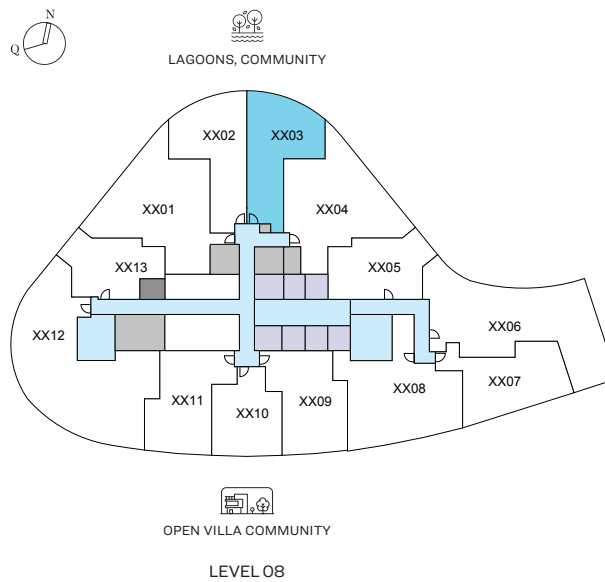 N
Q
LAGOONS, COMMUNITY
XX02
XX03
XX01
XX04
XX13
XX05
XX12
XX06
XX07
XX08
XX11
XX10
XX09
OPEN VILLA COMMUNITY
LEVEL 08